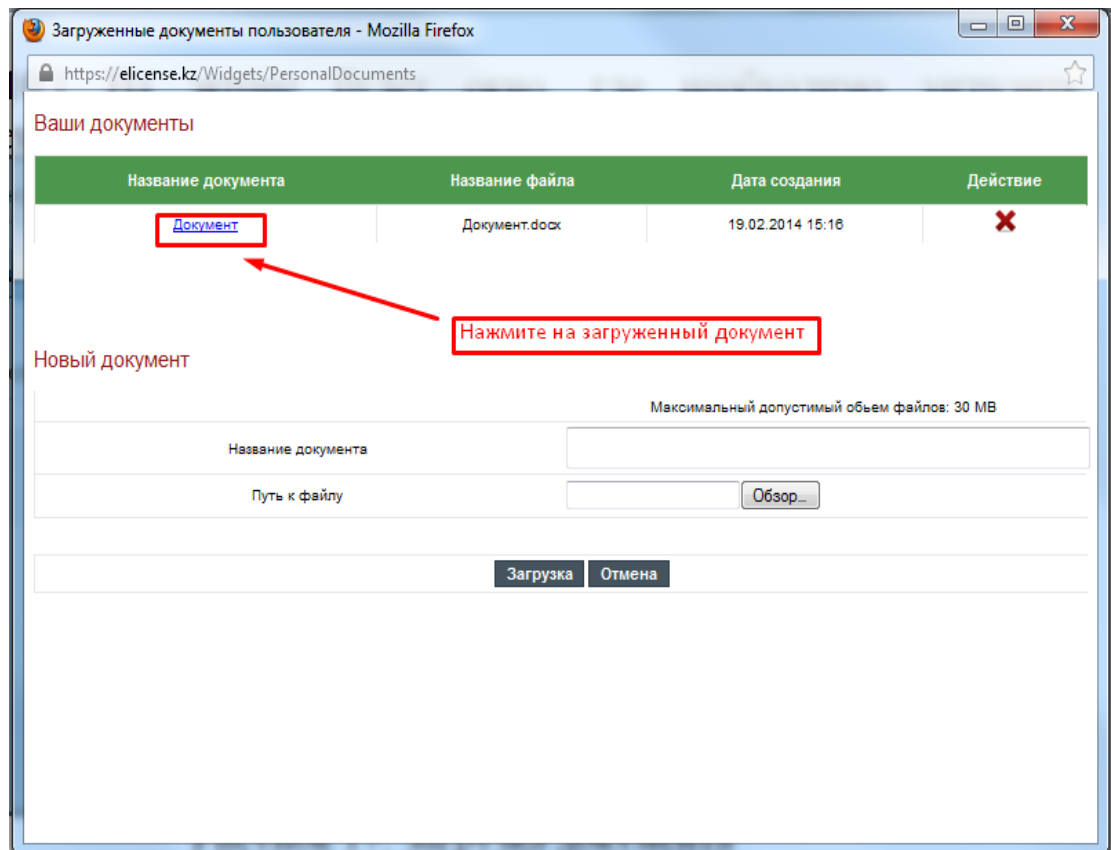 Загруженные документы пользователя - Mozilla Firefox
https://elicense.kz/Widgets/PersonalDocuments
Ваши документы
Название документа Название файла Дата создания Действие
Документ Документ.docx 19.02.2014 15:16
Нажмите на загруженный документ
Новый документ
Максимальный допустимый обьем файлов: 30 MB
Название документа
Путь к файлу Обзор...
Загрузка Отмена